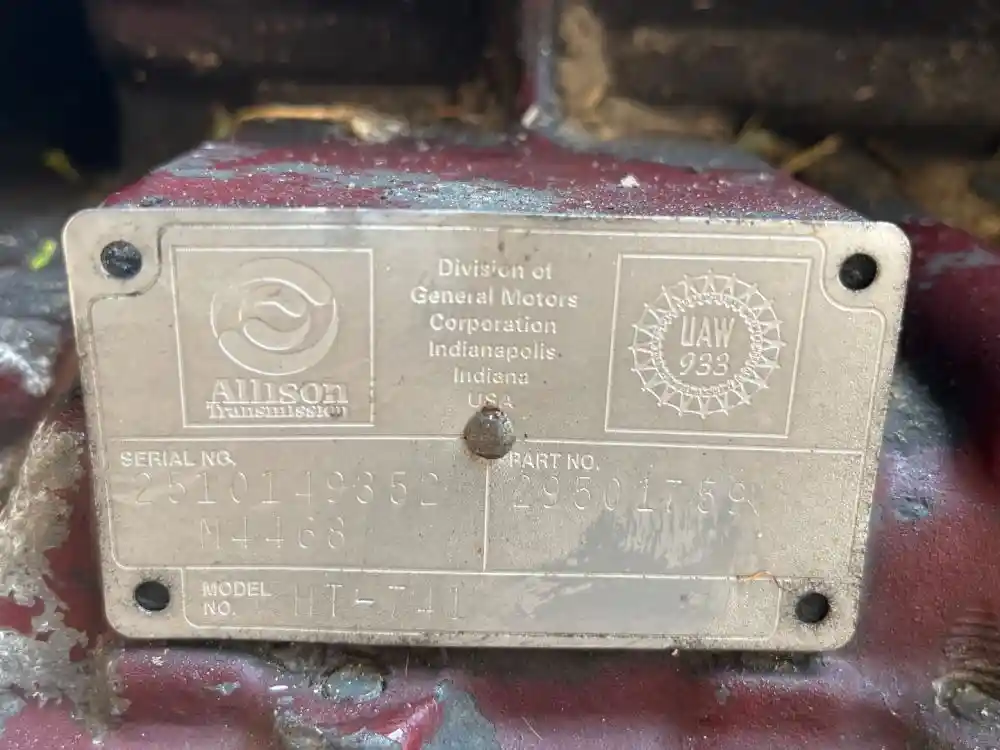 Allison
Transmission
Division of
General Motors
Corporation
Indianapolis
Indiana
USA
UAW
933
SERIAL NO.
2510149352
M4468
PART NO.
29501759
MODEL
NO.
HT-741